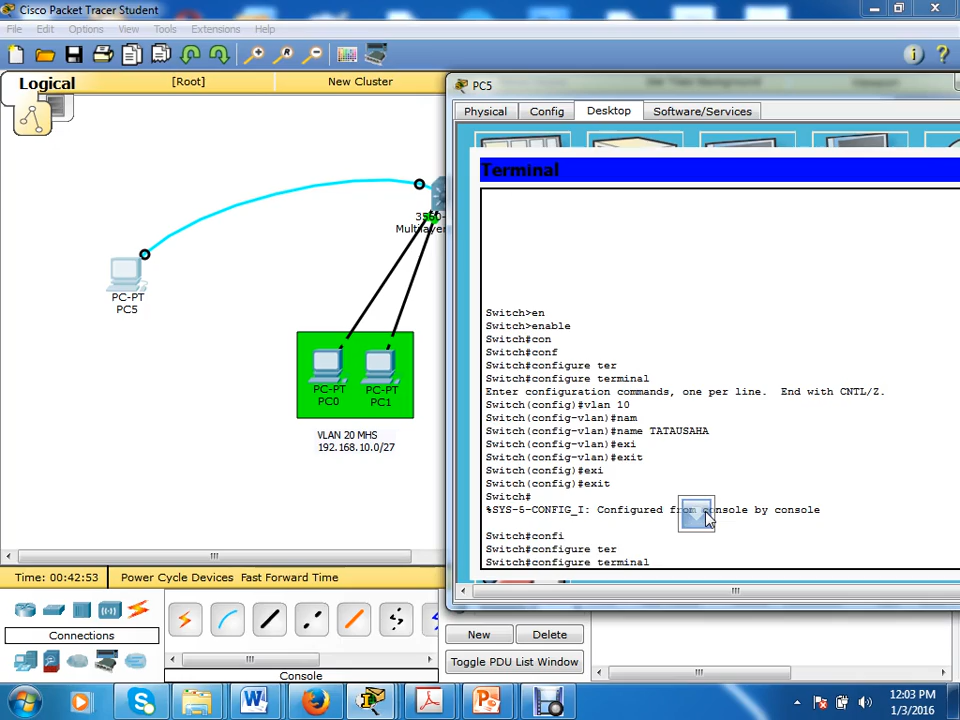 Cisco Packet Tracer Student
File Edit Options View Tools Extensions Help
Logical
[Root]
New Cluster
PC5
Physical Config Desktop Software/Services
Terminal
3560-
Multilayer
PC-PT
PC5
PC-PT
PC0
PC-PT
PC1
VLAN 20 MHS
192.168.10.0/27
Switch>en
Switch>enable
Switch#con
Switch#conf
Switch#configure ter
Switch#configure terminal
Enter configuration commands, one per line.  End with CNTL/Z.
Switch(config)#vlan 10
Switch(config-vlan)#nam
Switch(config-vlan)#name TATAUSAHA
Switch(config-vlan)#exi
Switch(config-vlan)#exit
Switch(config)#exi
Switch(config)#exit
Switch#
%SYS-5-CONFIG_I: Configured from console by console
Switch#confi
Switch#configure ter
Switch#configure terminal
Time: 00:42:53 Power Cycle Devices Fast Forward Time
Connections
Console
New Delete
Toggle PDU List Window
12:03 PM
1/3/2016